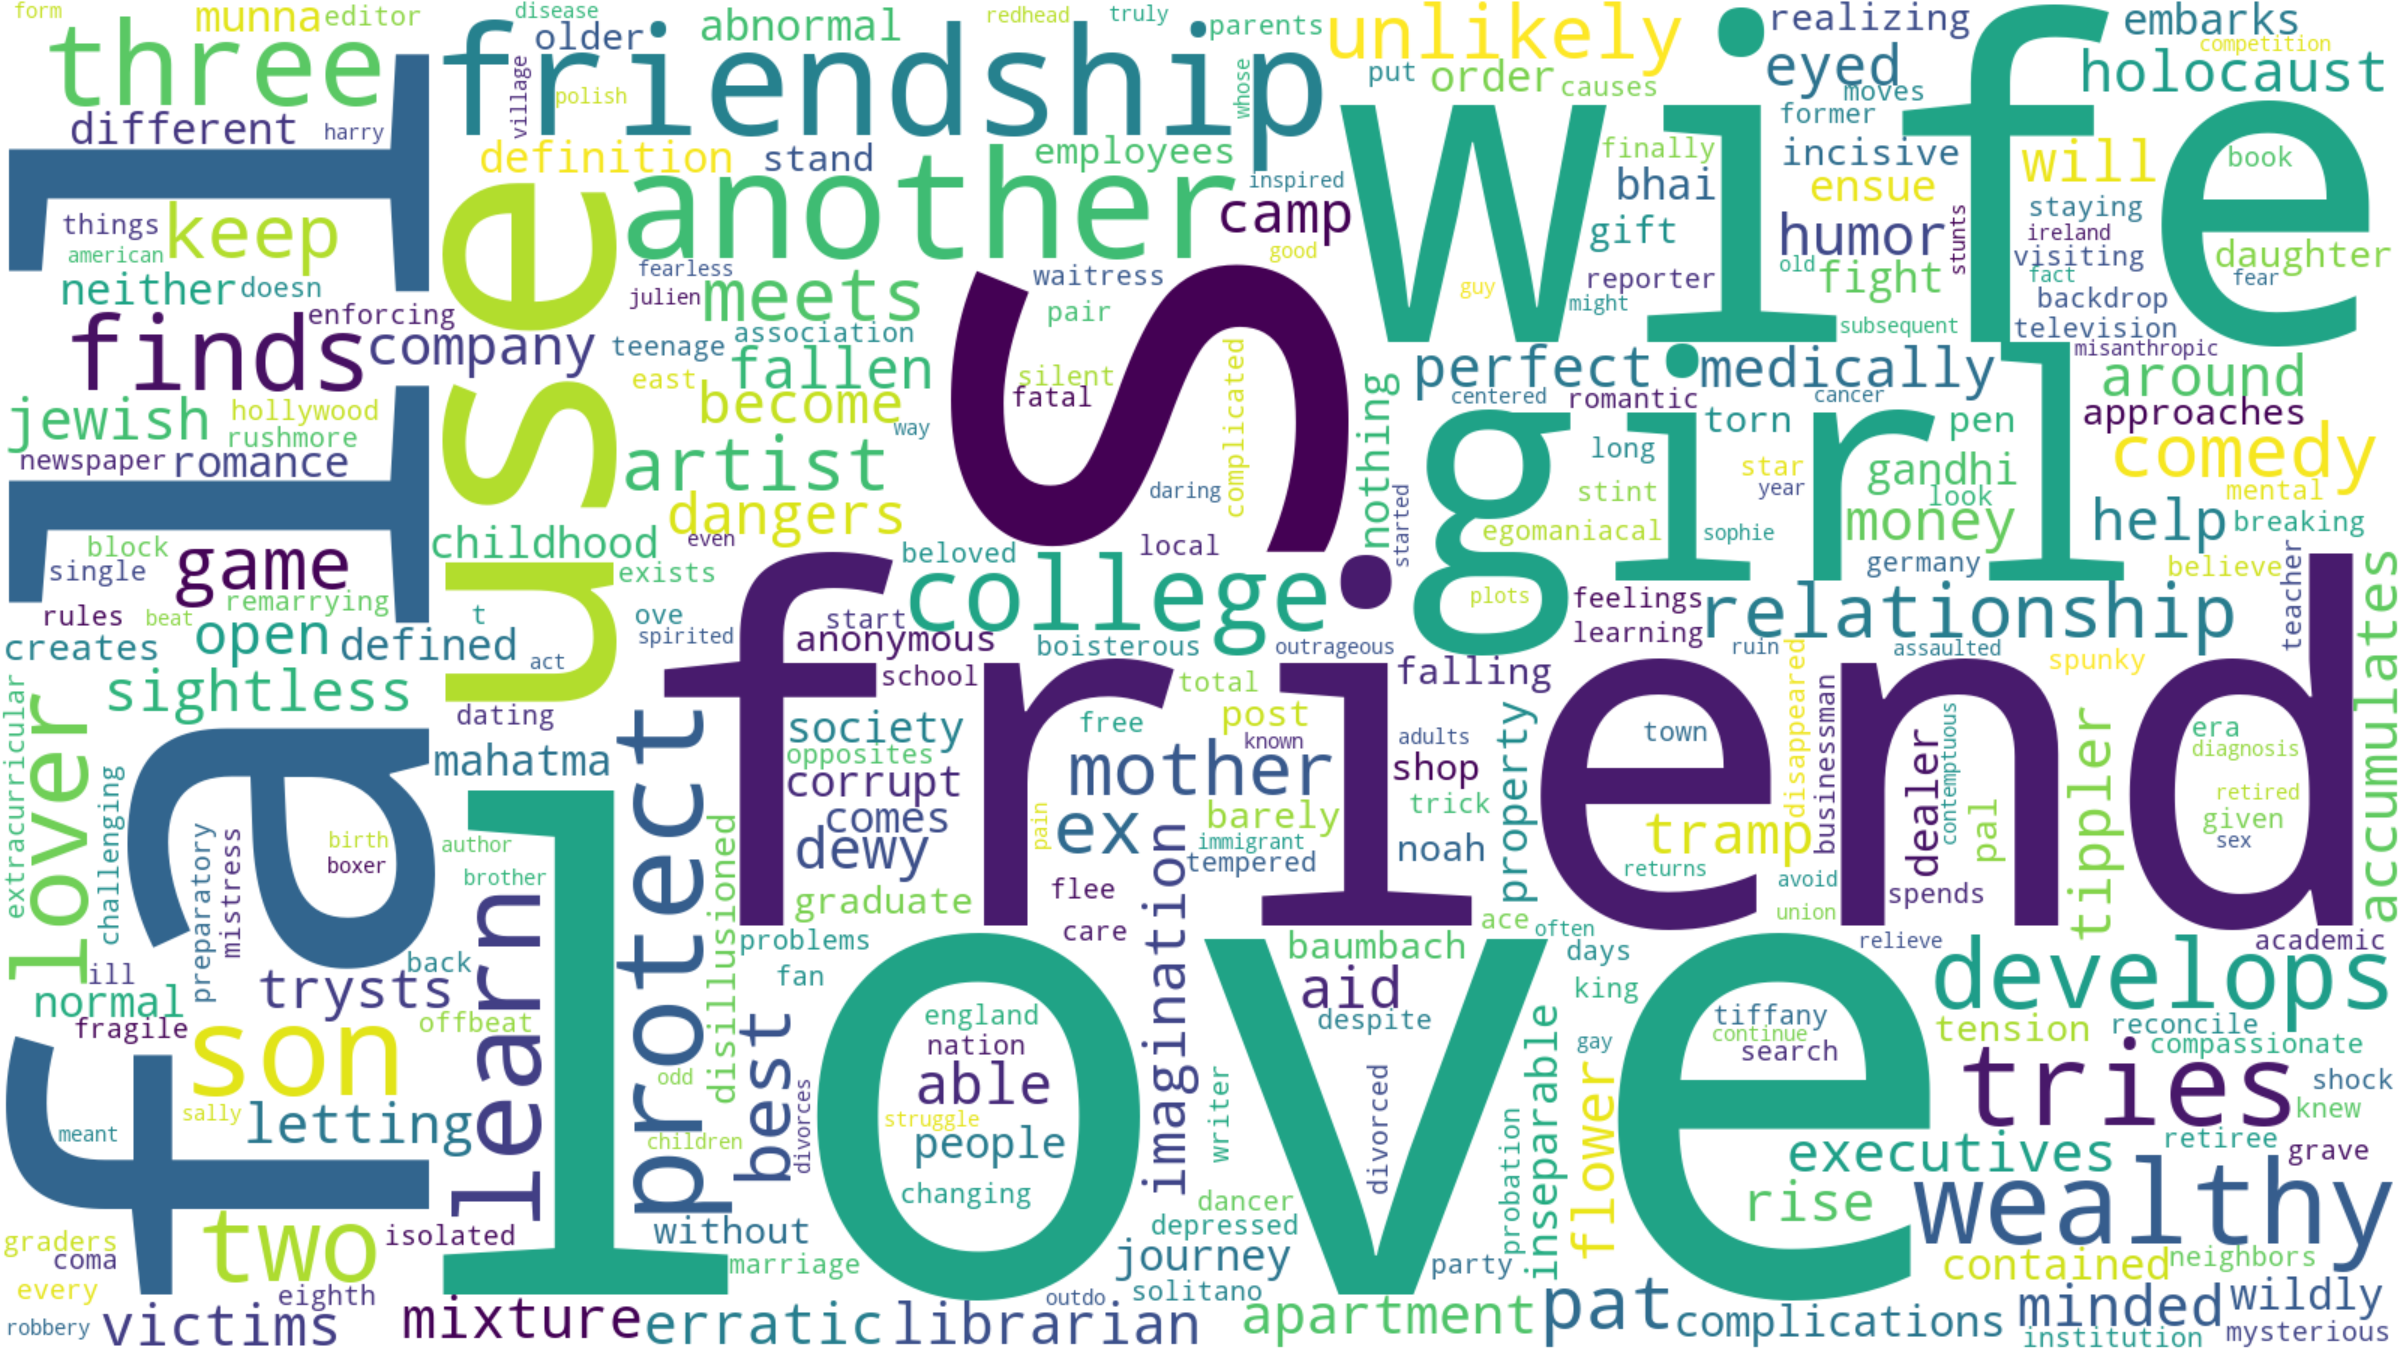 form
munna
editor
disease
redhead
truly
parents
unlikely
realizing
embarks
competition
three
friendship
older
abnormal
wife
eyed
holocaust
different
harry
village
polish
whose
put
order
causes
moves
former
definition
stand
employees
finally
incisive
will
book
things
keep
american
use
another
inspired
camp
bhai
ensue
staying
neither
doesn
fearless
julien
meets
waitress
good
gift
humor
stunts
ireland
visiting
daughter
finds
enforcing
company
association
pair
guy
reporter
might
old
fight
fact
fear
backdrop
subsequent
television
fall
teenage
east
fallen
silent
fatal
s
complicated
perfect
medically
misanthropic
around
jewish
hollywood
rushmore
become
way
nothing
centered
romantic
cancer
approaches
newspaper
romance
artist
daring
started
girl
long
torn
pen
comedy
block
single
game
dangers
stint
star
year
gandhi
look
mental
childhood
even
beloved
local
egomaniacal
sophie
money
help
breaking
rules
beat
remarrying
exists
college
plots
germany
believe
teacher
creates
open
defined
t
act
ove
spirited
start
anonymous
boisterous
outrageous
feelings
learning
relationship
ruin
assaulted
spunky
accumulates
extracurricular
lover
sightless
dating
friend
school
total
falling
disappeared
mahatma
protect
society
opposites
corrupt
free
post
known
mother
adults
shop
property
town
businessman
dealer
contemptuous
tippler
era
diagnosis
challenging
preparatory
mistress
birth
boxer
author
brother
learn
disillusioned
comes
dewy
pain
ex
barely
immigrant
tempered
trick
noah
tramp
returns
avoid
pal
retired
given
sex
graduate
flee
imagination
ace
union
spends
ill
normal
fragile
trysts
back
problems
fan
care
baumbach
often
days
relieve
academic
son
offbeat
love
best
england
nation
able
aid
despite
king
tiffany
continue
search
develops
tension
reconcile
compassionate
meant
sally
letting
odd
children
divorces
struggle
people
changing
writer
divorced
probation
inseparable
gay
flower
tries
shock
knew
retiree
grave
graders
coma
every
two
isolated
without
marriage
dancer
depressed
journey
party
executives
rise
wealthy
contained
neighbors
robbery
victims
eighth
mixture
erratic
librarian
outdo
solitano
apartment
pat
complications
minded
wildly
institution
mysterious